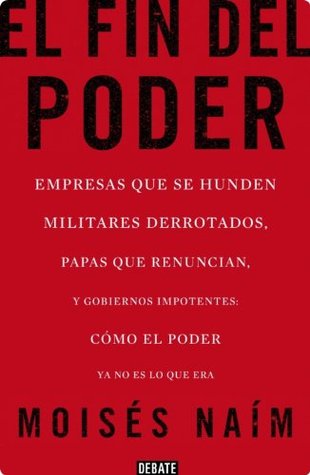 EL FIN DEL
PODER
EMPRESAS QUE SE HUNDEN
MILITARES DERROTADOS,
PAPAS QUE RENUNCIAN,
Y GOBIERNOS IMPOTENTES:
CÓMO EL PODER
YA NO ES LO QUE ERA
MOISÉS NAÍM
DEBATE